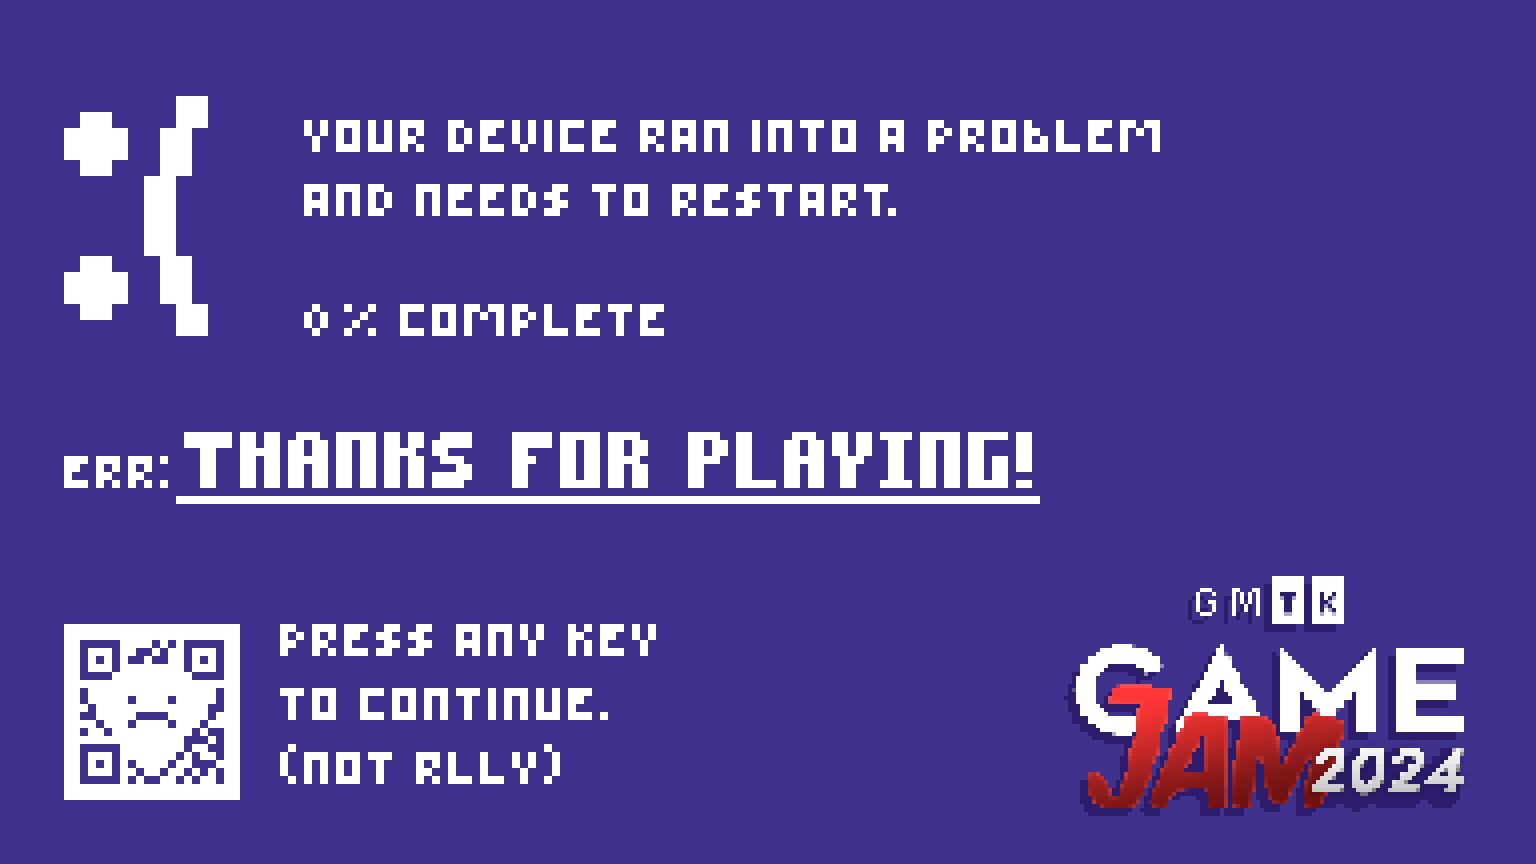 :(
YOUR DEVICE RAN INTO A PROBLEM
AND NEEDS TO RESTART.
0% COMPLETE
ERR: THANKS FOR PLAYING!
PRESS ANY KEY
TO CONTINUE.
(NOT RLLY)
GMTK
GAME
JAM 2024